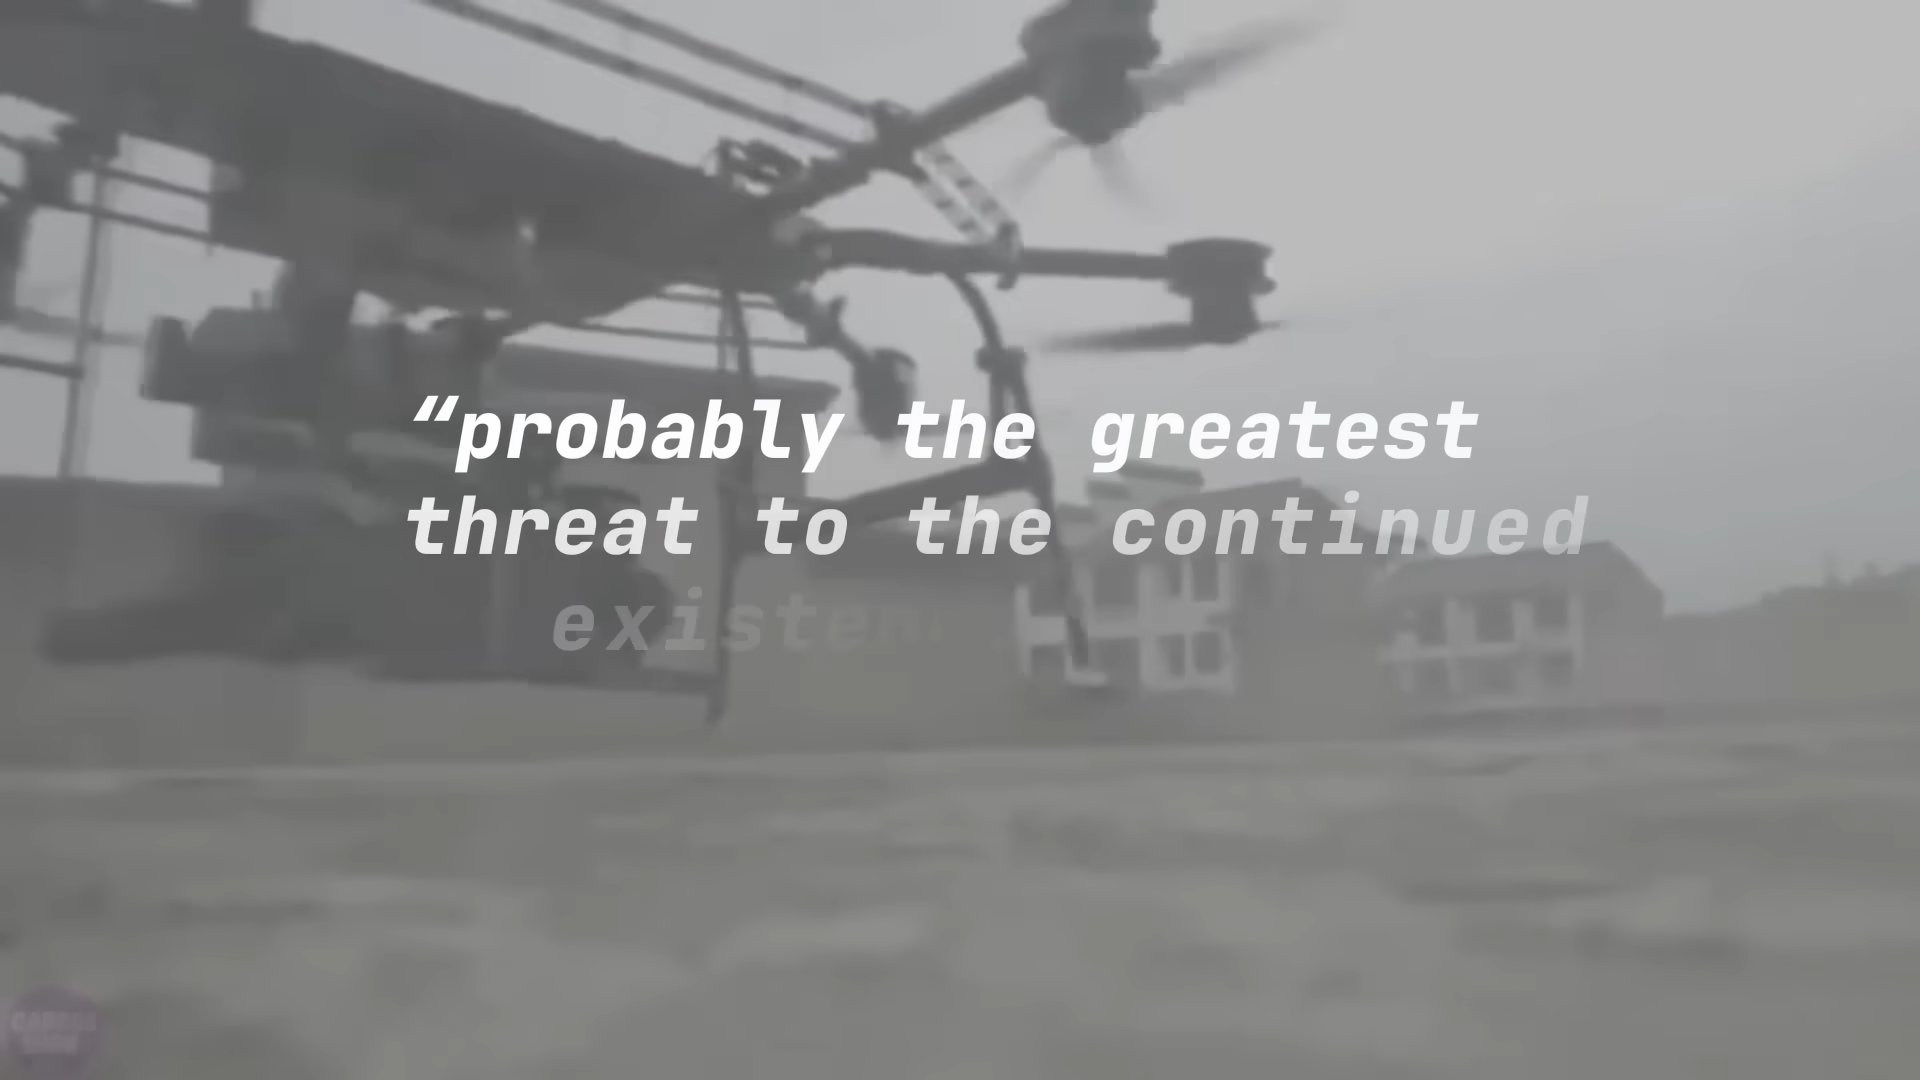 “probably the greatest
threat to the continued